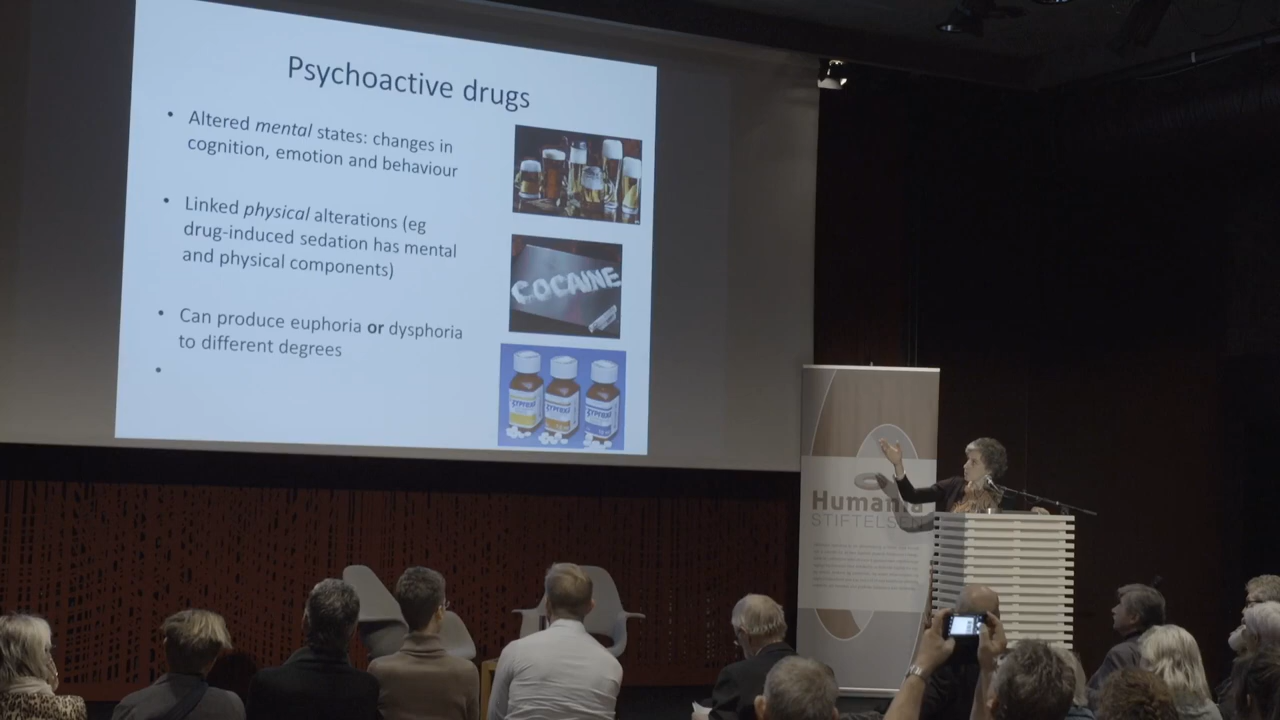 Psychoactive drugs
• Altered mental states: changes in
cognition, emotion and behaviour
• Linked physical alterations (eg
drug-induced sedation has mental
and physical components)
• Can produce euphoria or dysphoria
to different degrees
•
COCAINE
Humania
STIFTELSEN